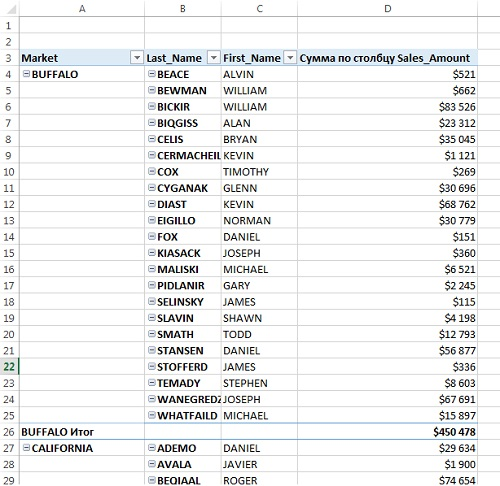 A B C D
1
2
3 Market Last_Name First_Name Сумма по столбцу Sales_Amount
4 BUFFALO BEACE ALVIN $521
5 BEWMAN WILLIAM $662
6 BICKIR WILLIAM $83 526
7 BIQGISS ALAN $23 312
8 CELIS BRYAN $35 045
9 CERMACHEIL KEVIN $1 121
10 COX TIMOTHY $269
11 CYGANAK GLENN $30 696
12 DIAST KEVIN $68 762
13 EIGILLO NORMAN $30 779
14 FOX DANIEL $151
15 KIASACK JOSEPH $360
16 MALISKI MICHAEL $6 521
17 PIDLANIR GARY $2 245
18 SELINSKY JAMES $115
19 SLAVIN SHAWN $4 198
20 SMATH TODD $12 793
21 STANSEN DANIEL $56 877
22 STOFFERD JAMES $336
23 TEMADY STEPHEN $8 603
24 WANEGREDZ JOSEPH $67 691
25 WHATFAILD MICHAEL $15 897
26 BUFFALO Итог $450 478
27 CALIFORNIA ADEMO DANIEL $29 634
28 AVALA JAVIER $1 900
29 BEOIAAL ROGER $74 654